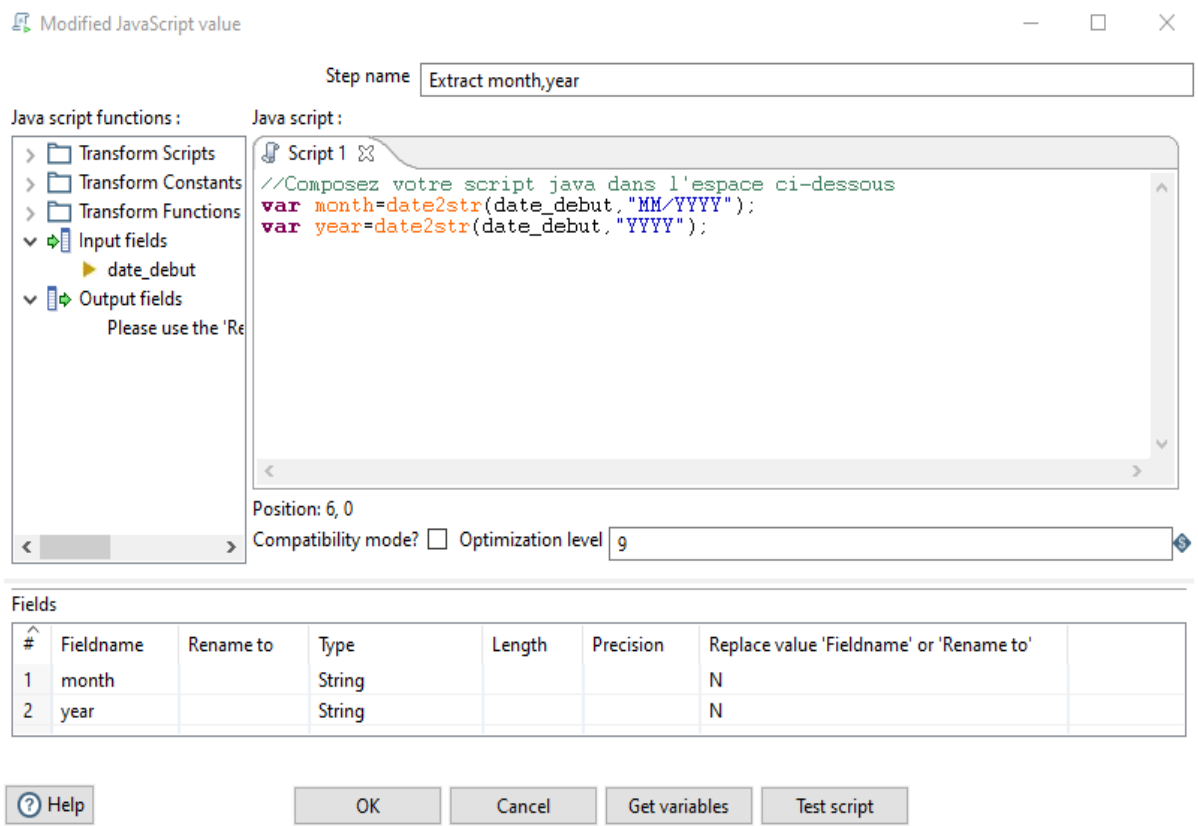 Modified JavaScript value
Step name Extract month,year
Java script functions :
Java script :
Transform Scripts
Transform Constants
Transform Functions
Input fields
date_debut
Output fields
Please use the 'Re
Script 1
//Composez votre script java dans l'espace ci-dessous
var month=date2str(date_debut,"MM/YYYY");
var year=date2str(date_debut,"YYYY");
Position: 6, 0
Compatibility mode? Optimization level 9
Fields
# Fieldname Rename to Type Length Precision Replace value 'Fieldname' or 'Rename to'
1 month String N
2 year String N
Help OK Cancel Get variables Test script